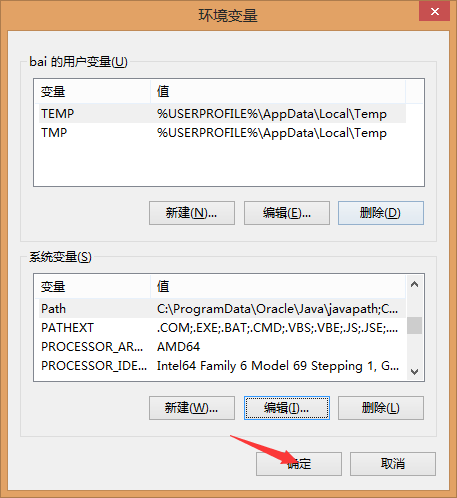 环境变量
bai 的用户变量(U)
变量 值
TEMP %USERPROFILE%\AppData\Local\Temp
TMP %USERPROFILE%\AppData\Local\Temp
新建(N)... 编辑(E)... 删除(D)
系统变量(S)
变量 值
Path C:\ProgramData\Oracle\Java\javapath;C...
PATHEXT .COM;.EXE;.BAT;.CMD;.VBS;.VBE;.JS;.JSE;....
PROCESSOR_AR... AMD64
PROCESSOR_IDE... Intel64 Family 6 Model 69 Stepping 1, G...
新建(W)... 编辑(I)... 删除(L)
确定 取消